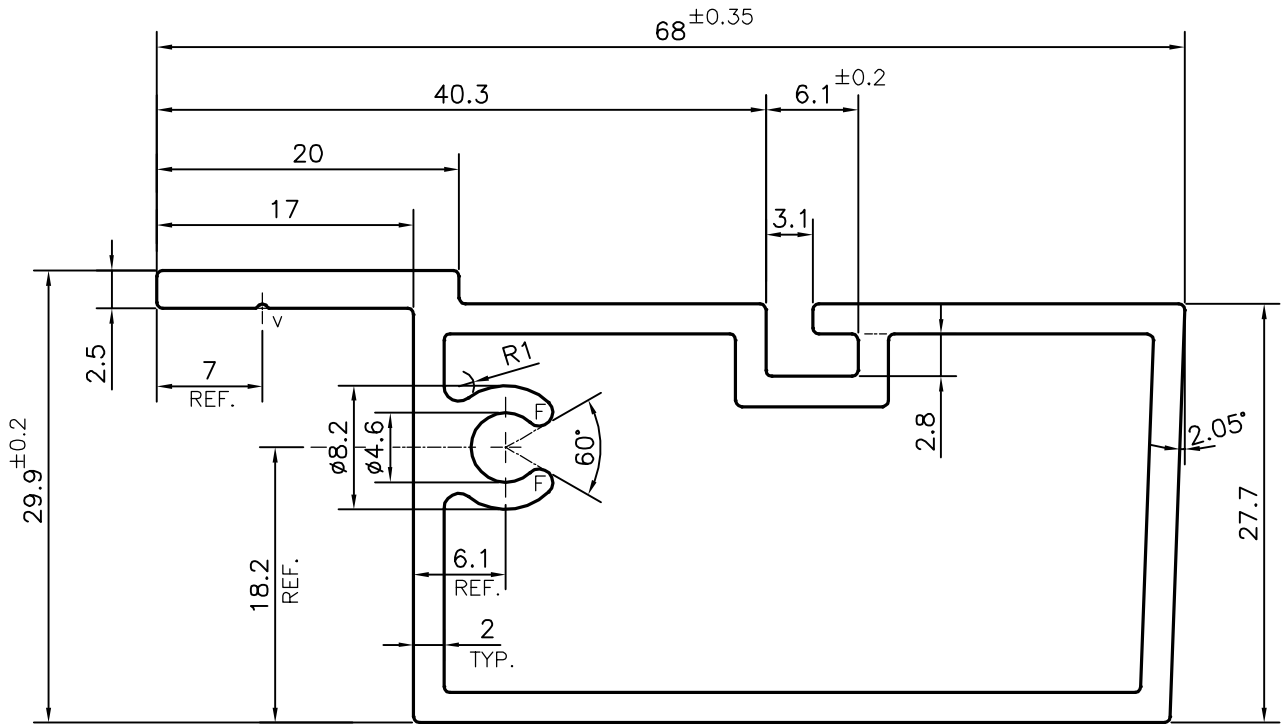 68±0.35
40.3
6.1±0.2
20
17
3.1
2.5
7
REF.
V
R1
ø8.2
ø4.6
F
F
60°
2.8
2.05°
29.9±0.2
18.2
REF.
6.1
REF.
2
TYP.
27.7